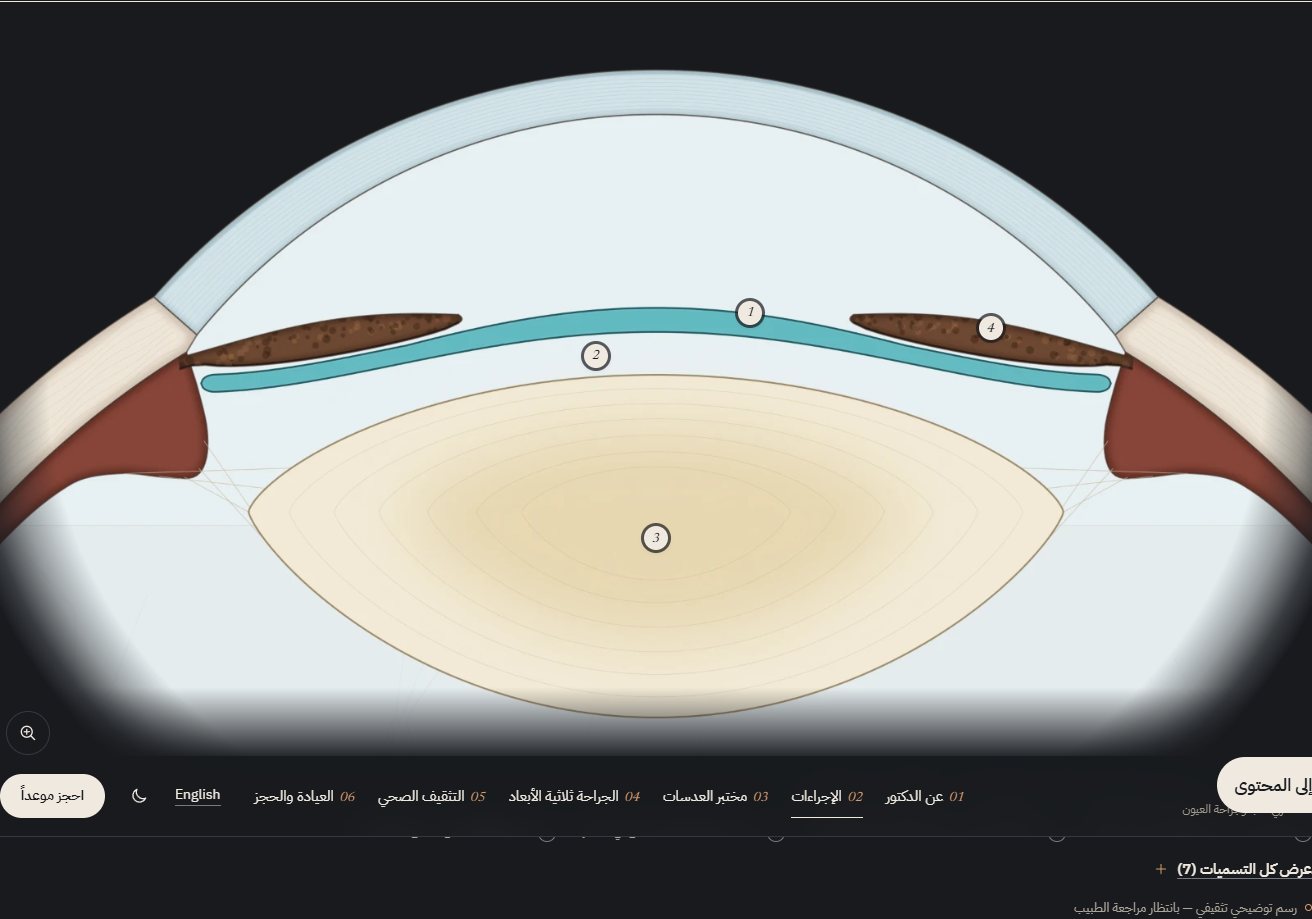 1
4
2
3
إلى المحتوى
01 عن الدكتور
02 الإجراءات
03 مختبر العدسات
04 الجراحة ثلاثية الأبعاد
05 التثقيف الصحي
06 العيادة والحجز
English
احجز موعداً
العيون
عرض كل التسميات (7) +
رسم توضيحي تثقيفي — بانتظار مراجعة الطبيب